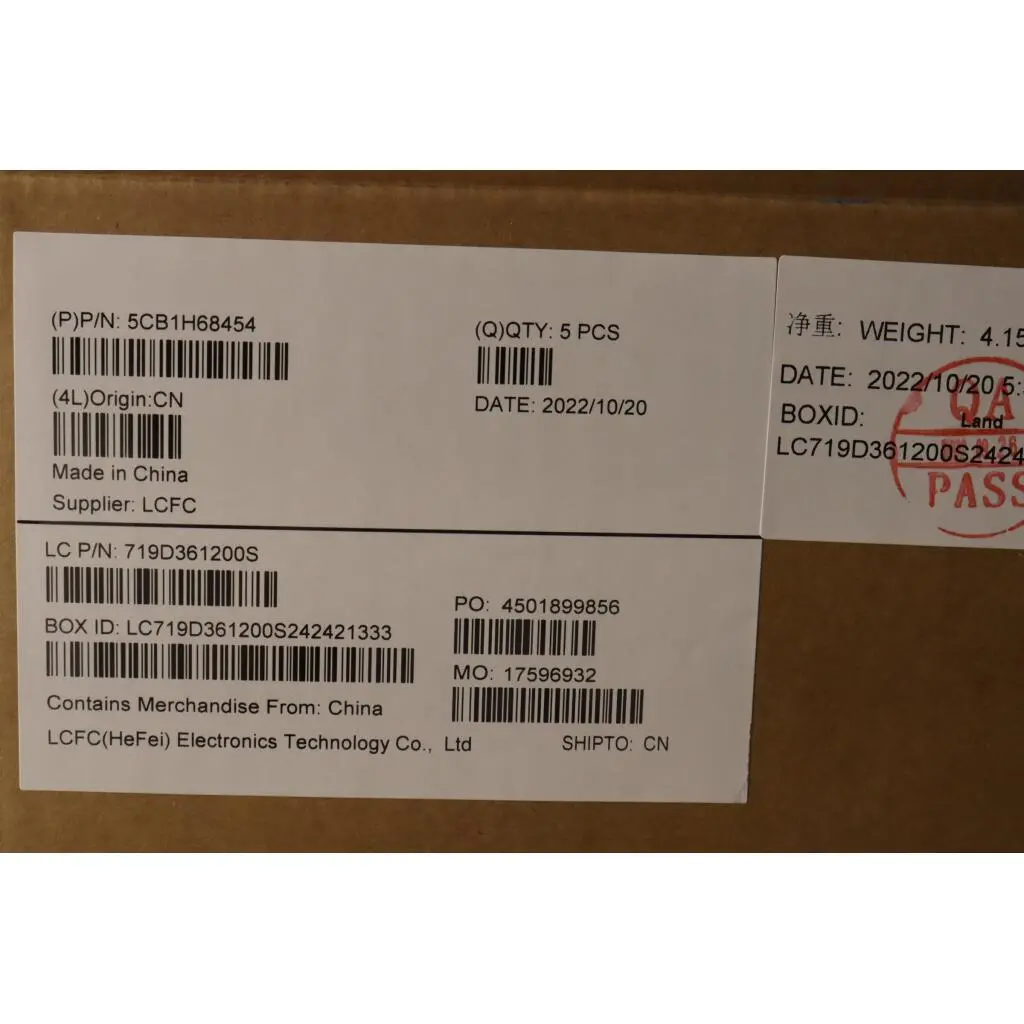 (P)P/N: 5CB1H68454
(Q)QTY: 5 PCS
(4L)Origin:CN
DATE: 2022/10/20
Made in China
Supplier: LCFC
LC P/N: 719D361200S
PO: 4501899856
BOX ID: LC719D361200S242421333
MO: 17596932
Contains Merchandise From: China
LCFC(HeFei) Electronics Technology Co., Ltd
SHIPTO: CN
净重: WEIGHT: 4.15
DATE: 2022/10/20 5:
BOXID:
Land
LC719D361200S2424
QA
PASS